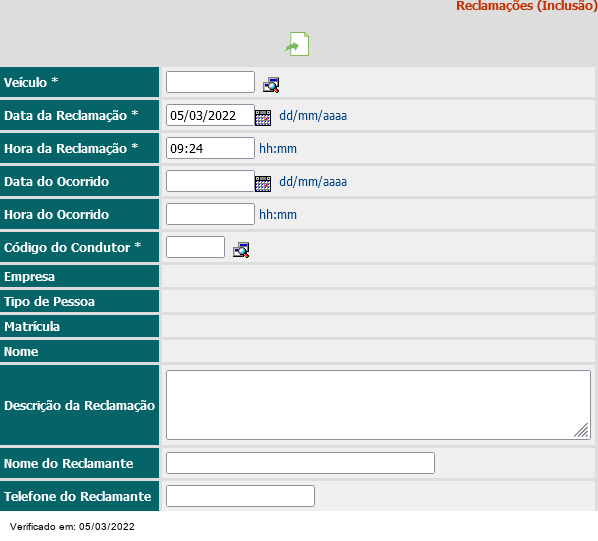 Reclamações (Inclusão)
Veículo *
Data da Reclamação * 05/03/2022 dd/mm/aaaa
Hora da Reclamação * 09:24 hh:mm
Data do Ocorrido dd/mm/aaaa
Hora do Ocorrido hh:mm
Código do Condutor *
Empresa
Tipo de Pessoa
Matrícula
Nome
Descrição da Reclamação
Nome do Reclamante
Telefone do Reclamante
Verificado em: 05/03/2022